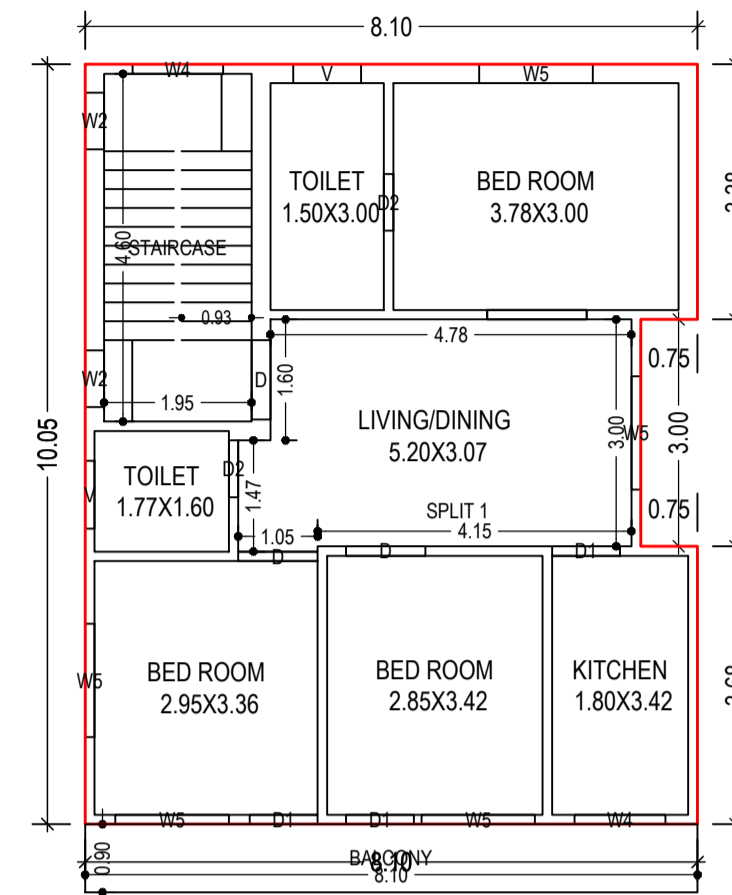 8.10
W4
V
W5
W2
TOILET
1.50X3.00
D2
BED ROOM
3.78X3.00
4.60
STAIRCASE
0.93
4.78
0.75
W2
D
1.60
1.95
LIVING/DINING
5.20X3.07
3.00
W5
3.00
10.05
TOILET
1.77X1.60
V
D2
1.47
SPLIT 1
4.15
0.75
1.05
D
D
D1
BED ROOM
2.95X3.36
BED ROOM
2.85X3.42
KITCHEN
1.80X3.42
W5
W5
D1
D1
W5
W4
0.90
BALCONY
8.10
8.10